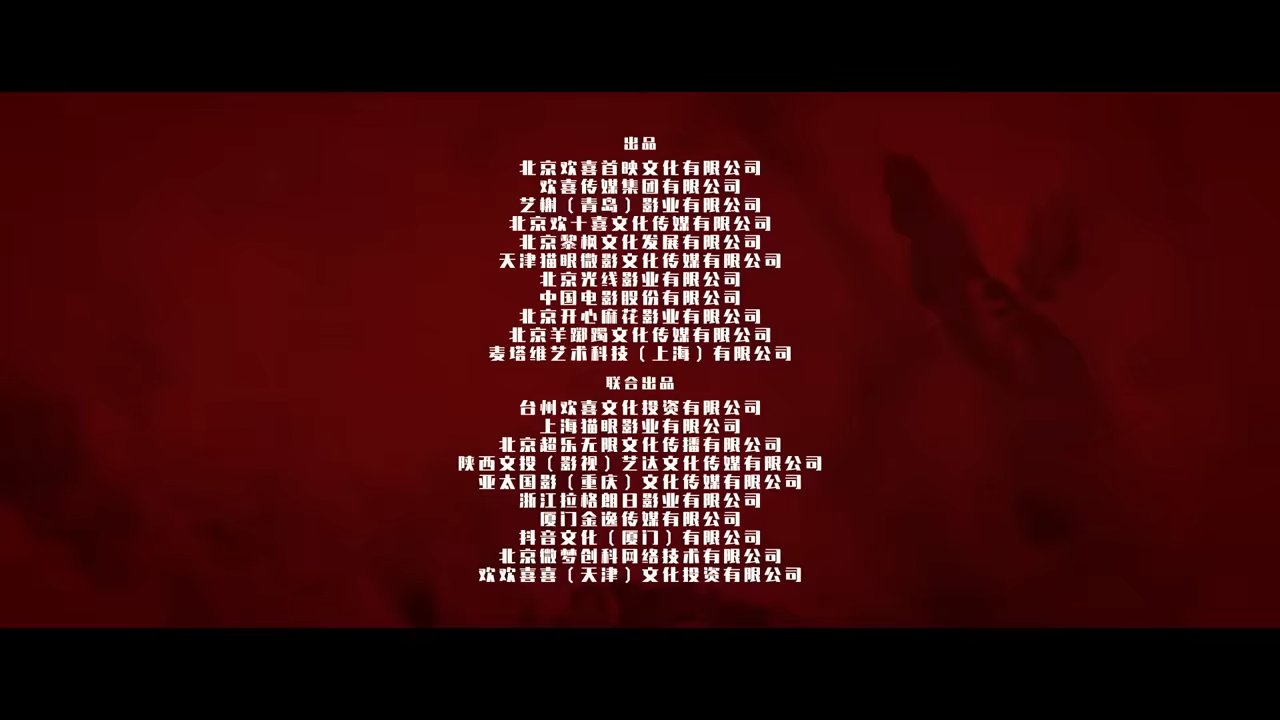 出品
北京欢喜首映文化有限公司
欢喜传媒集团有限公司
艺榭（青岛）影业有限公司
北京欢十喜文化传媒有限公司
北京黎枫文化发展有限公司
天津猫眼微影文化传媒有限公司
北京光线影业有限公司
中国电影股份有限公司
北京开心麻花影业有限公司
北京羊踯躅文化传媒有限公司
麦塔维艺术科技（上海）有限公司
联合出品
台州欢喜文化投资有限公司
上海猫眼影业有限公司
北京超乐无限文化传播有限公司
陕西文投（影视）艺达文化传媒有限公司
亚太国影（重庆）文化传媒有限公司
浙江拉格朗日影业有限公司
厦门金逸传媒有限公司
抖音文化（厦门）有限公司
北京微梦创科网络技术有限公司
欢欢喜喜（天津）文化投资有限公司